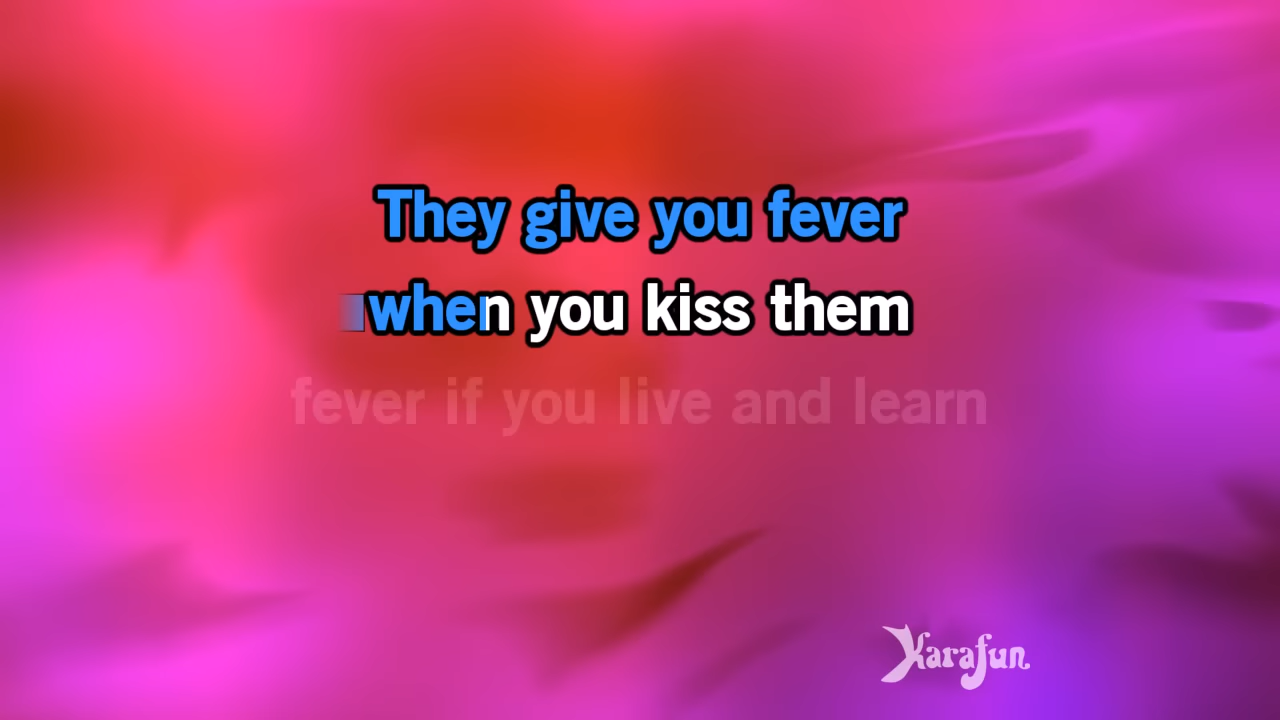 They give you fever
when you kiss them
fever if you live and learn
Karafun